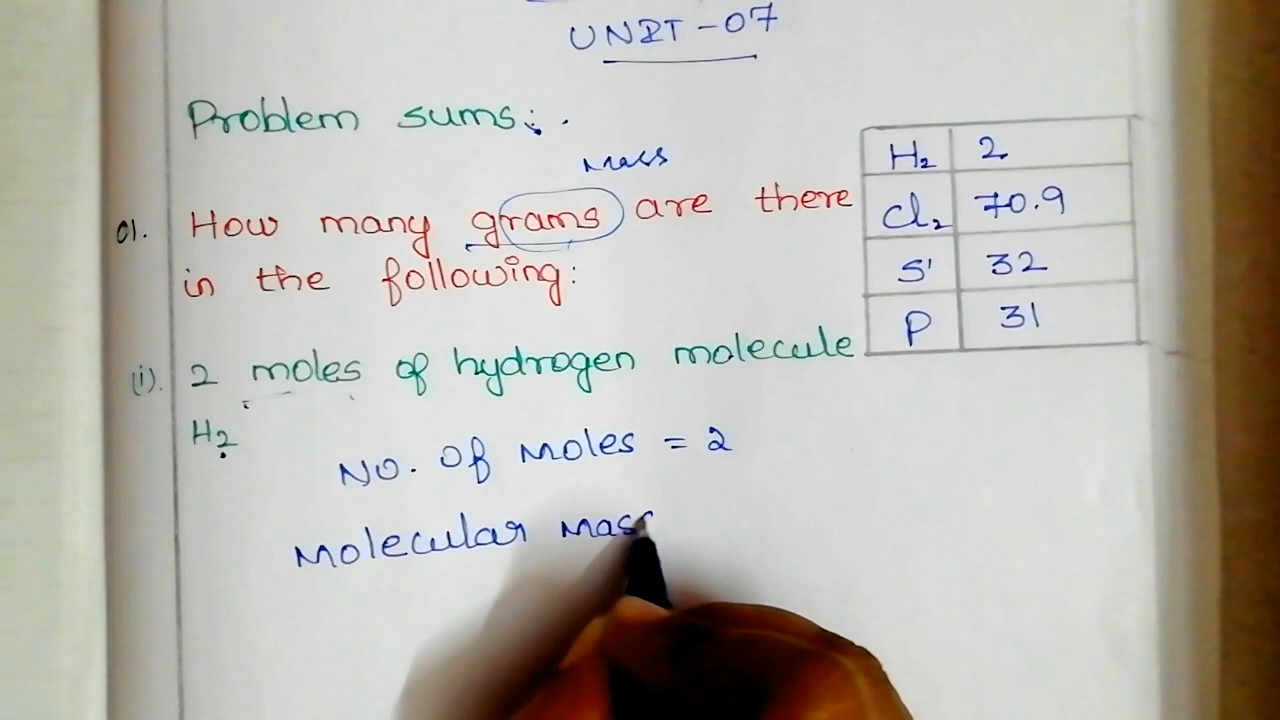 UNIT-07
Problem sums:.
Mass
01. How many grams are there
in the following:
H2 2
Cl2 70.9
S 32
P 31
(i). 2 moles of hydrogen molecule
H2
No. of moles = 2
Molecular mass